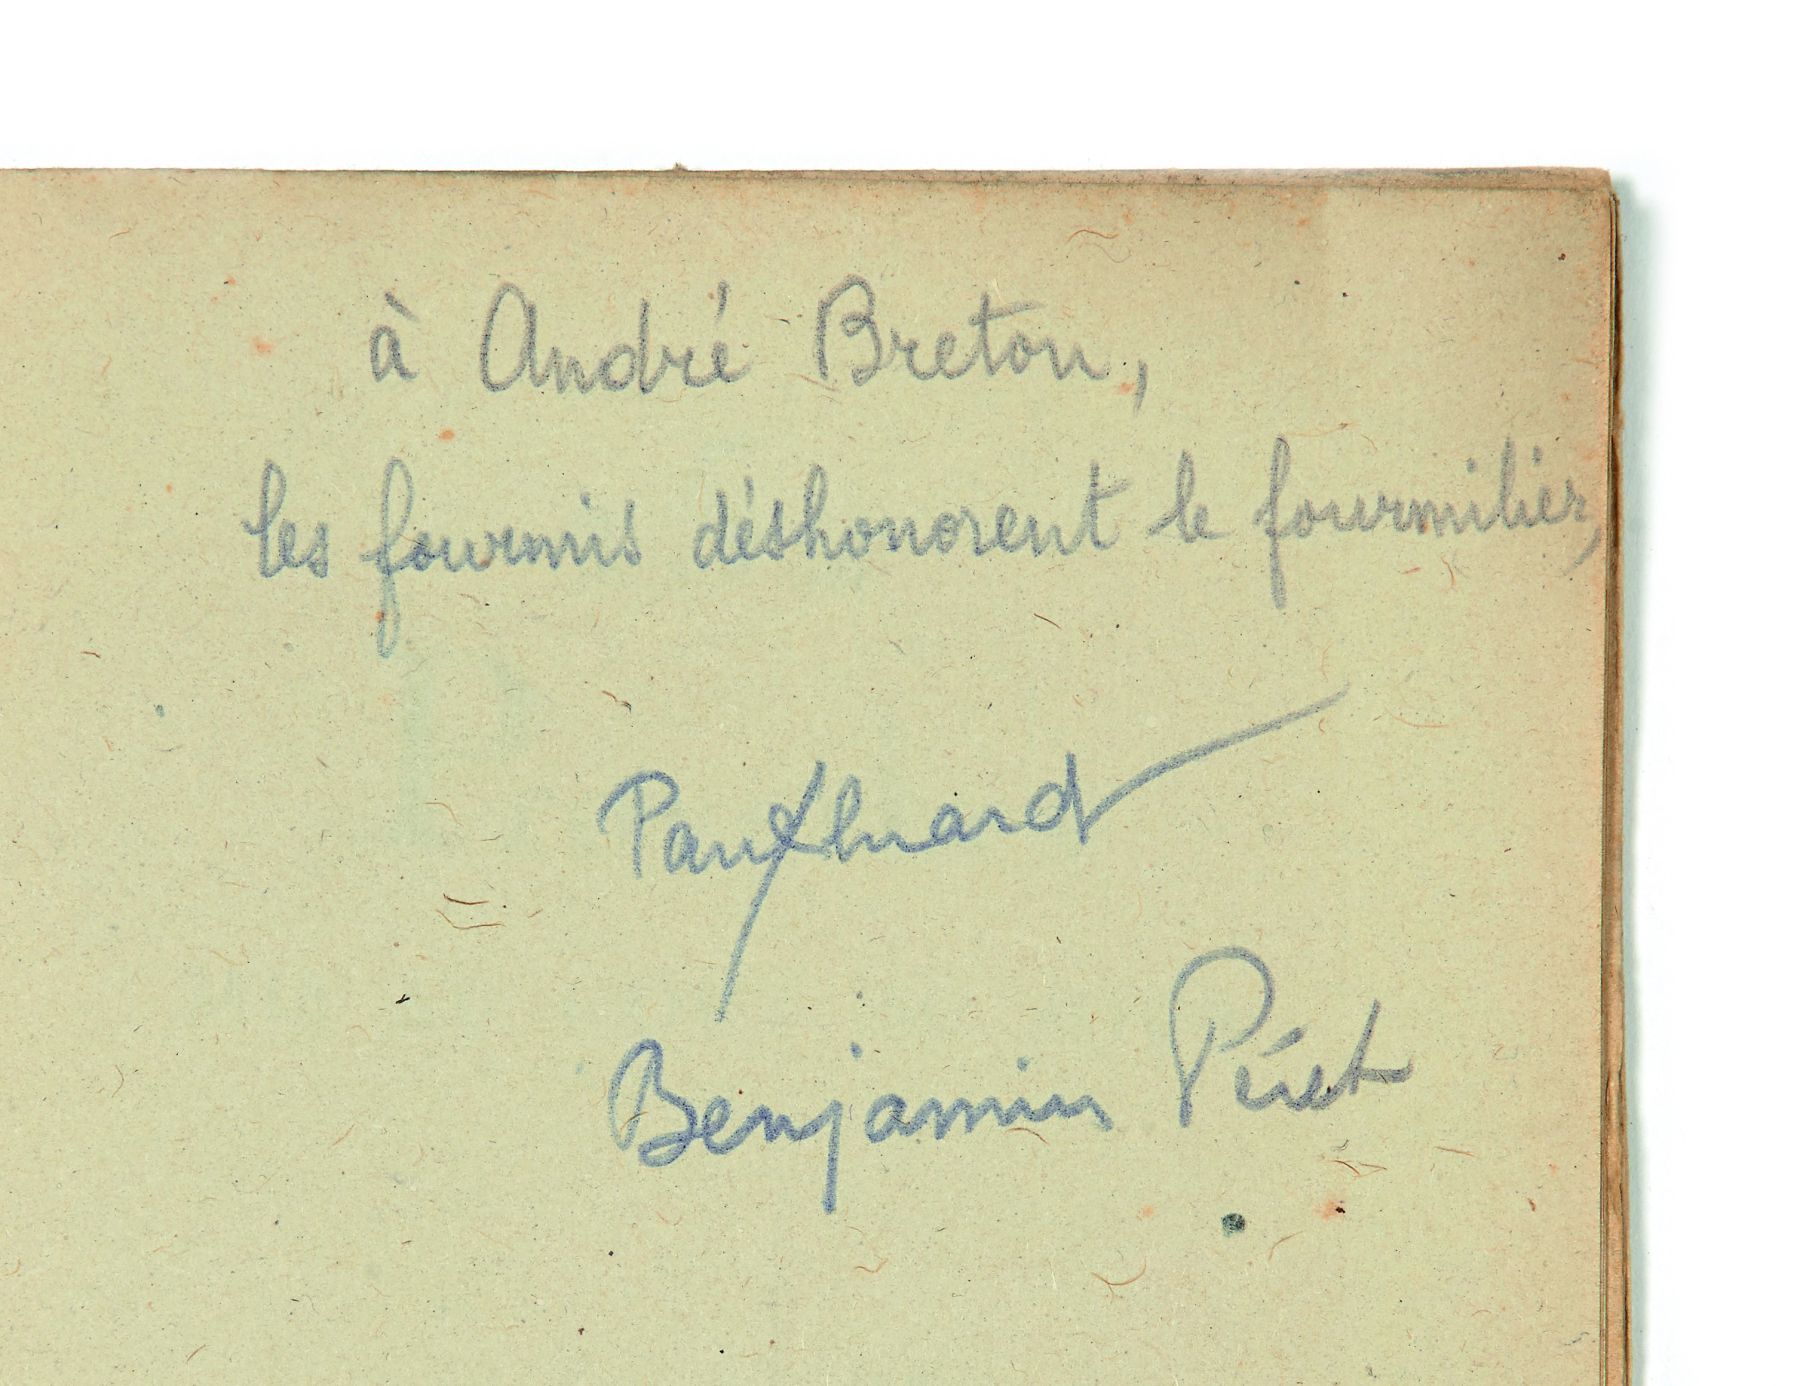 à André Breton,
les fourmis déshonorent le fourmilier,
Paul Eluard
Benjamin Péret